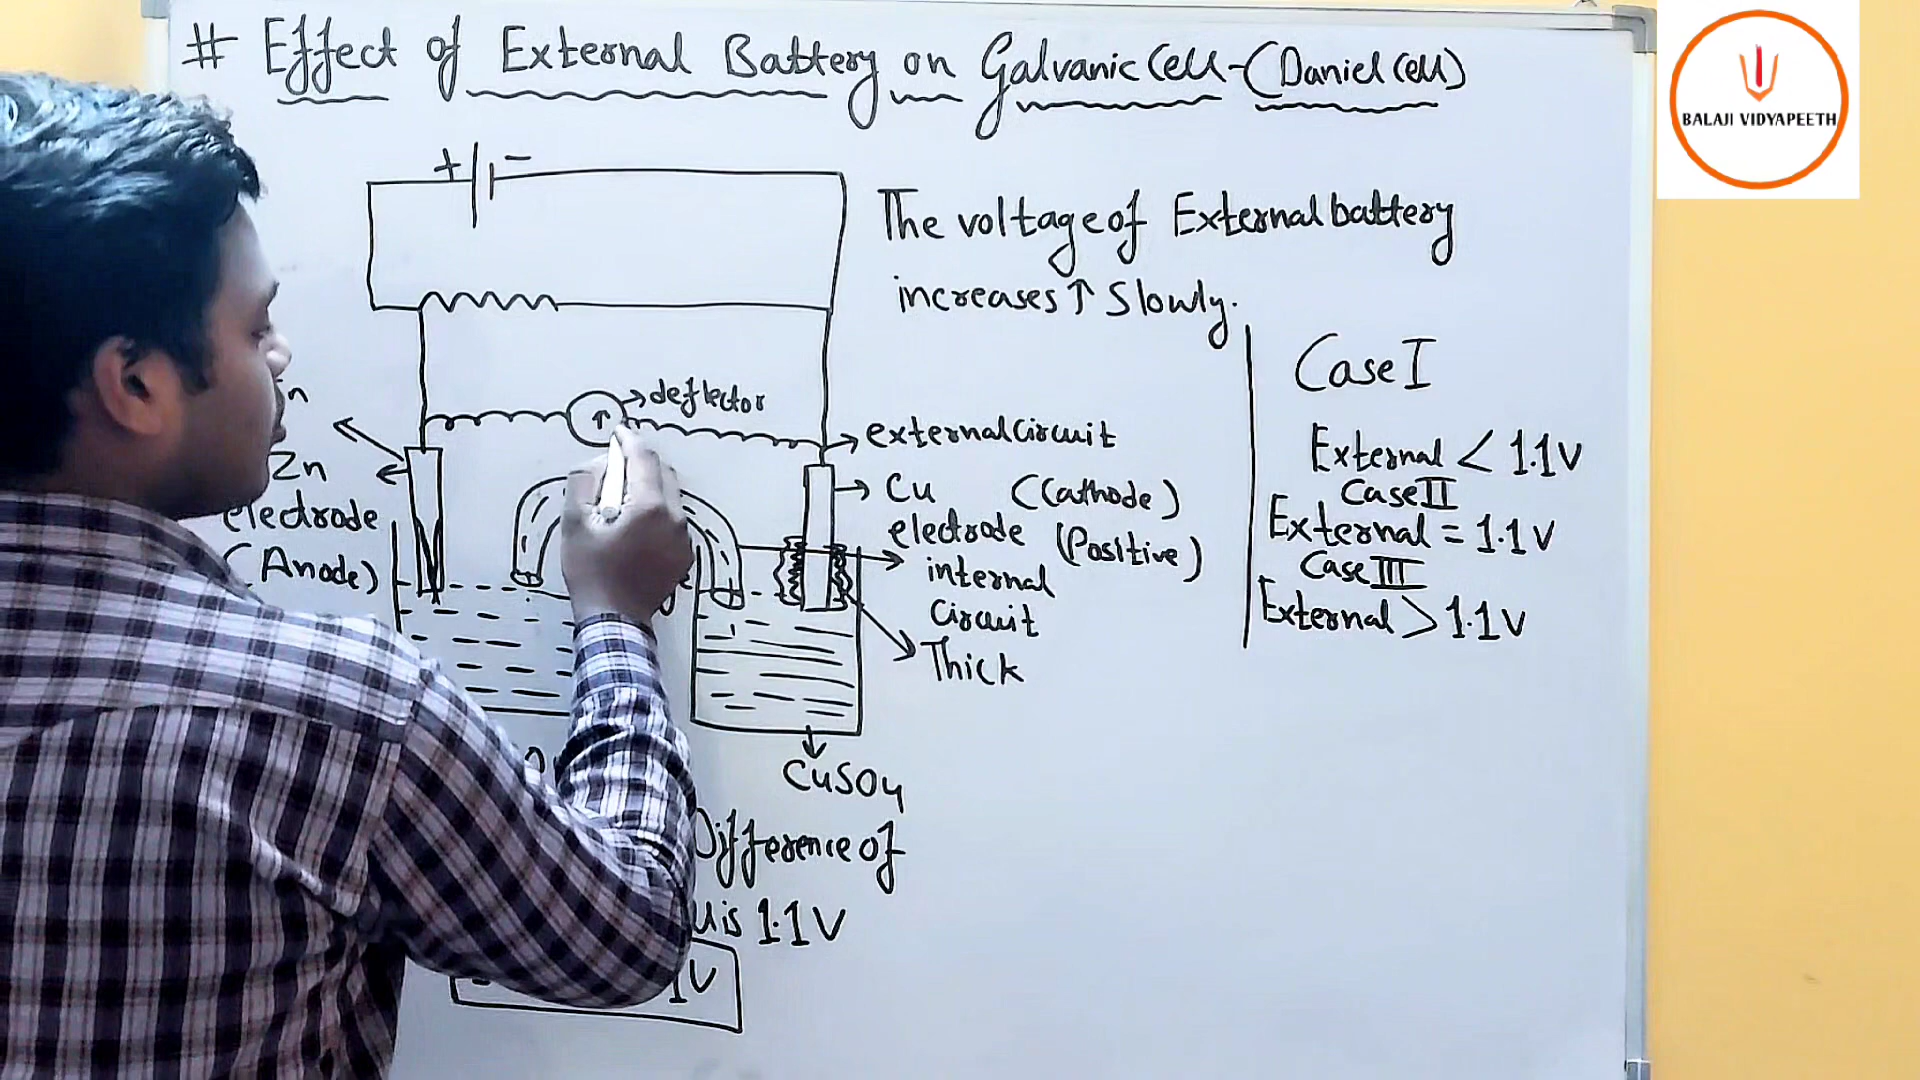 # Effect of External Battery on Galvanic Cell-(Daniel Cell)
BALAJI VIDYAPEETH
+ -
The voltage of External battery
increases ↑ Slowly.
Case I
External < 1.1V
Case II
External = 1.1V
Case III
External > 1.1V
→ deflector
↑
→ external circuit
n
Zn
electrode
(Anode)
→ Cu (Cathode)
electrode (Positive)
internal
circuit
Thick
CuSO4
Difference of
is 1.1V
1V